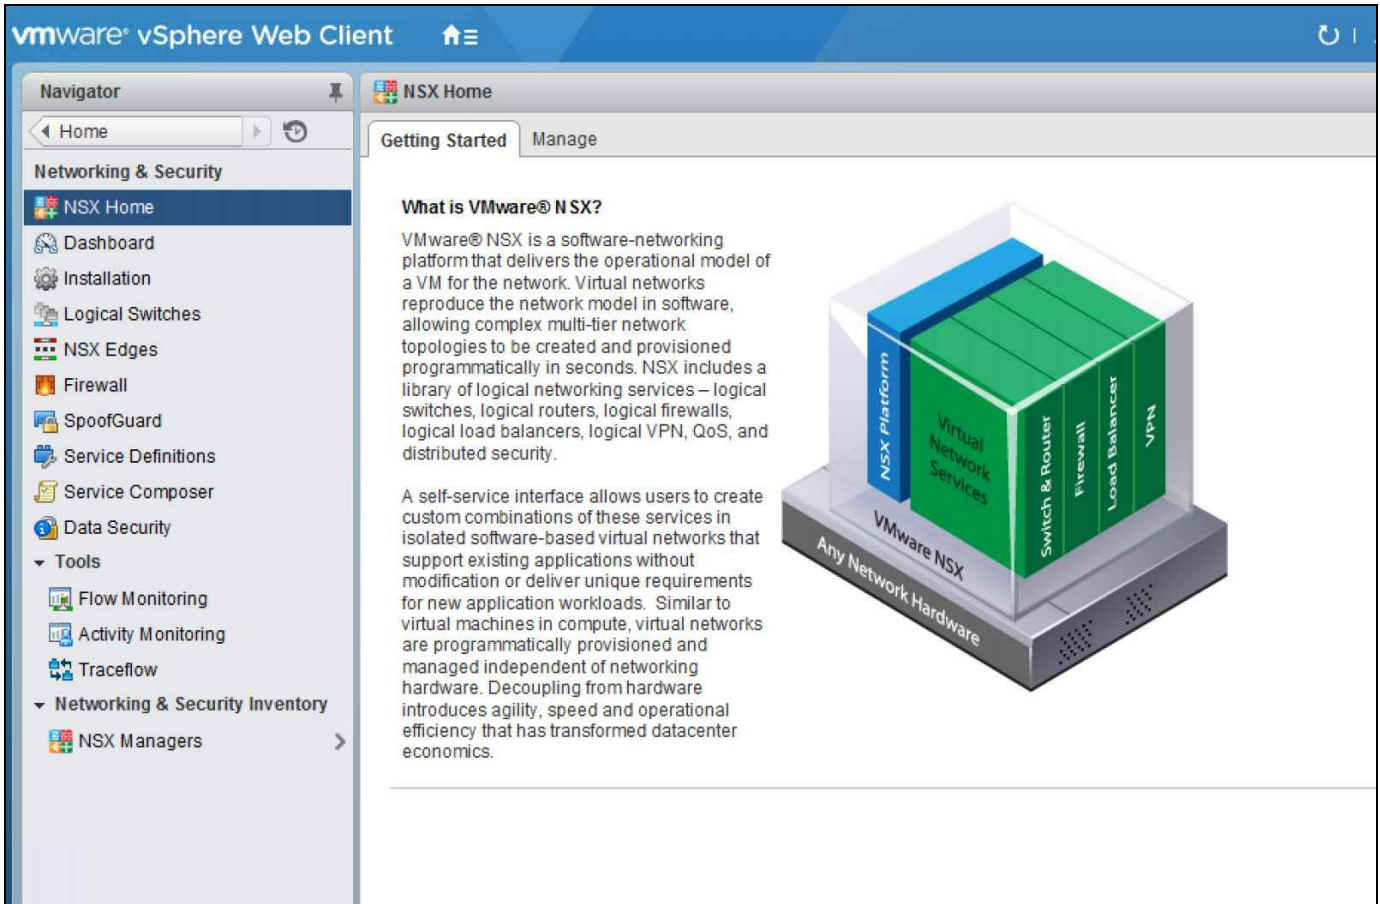 vmware® vSphere Web Client
Navigator
Home
Networking & Security
NSX Home
Dashboard
Installation
Logical Switches
NSX Edges
Firewall
SpoofGuard
Service Definitions
Service Composer
Data Security
Tools
Flow Monitoring
Activity Monitoring
Traceflow
Networking & Security Inventory
NSX Managers
NSX Home
Getting Started
Manage
What is VMware® NSX?
VMware® NSX is a software-networking
platform that delivers the operational model of
a VM for the network. Virtual networks
reproduce the network model in software,
allowing complex multi-tier network
topologies to be created and provisioned
programmatically in seconds. NSX includes a
library of logical networking services – logical
switches, logical routers, logical firewalls,
logical load balancers, logical VPN, QoS, and
distributed security.
A self-service interface allows users to create
custom combinations of these services in
isolated software-based virtual networks that
support existing applications without
modification or deliver unique requirements
for new application workloads. Similar to
virtual machines in compute, virtual networks
are programmatically provisioned and
managed independent of networking
hardware. Decoupling from hardware
introduces agility, speed and operational
efficiency that has transformed datacenter
economics.
NSX Platform
Virtual
Network
Services
Switch & Router
Firewall
Load Balancer
VPN
VMware NSX
Any Network Hardware